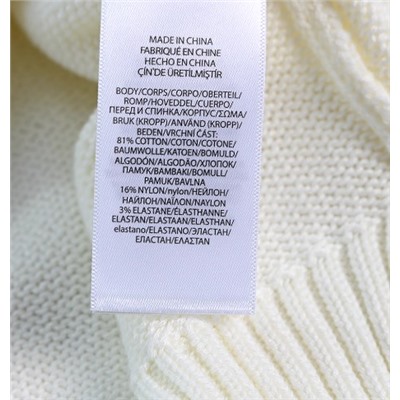 MADE IN CHINA
FABRIQUÉ EN CHINE
HECHO EN CHINA
ÇİN'DE ÜRETİLMİŞTİR
BODY/CORPS/CORPO/OBERTEIL/
ROMP/HOVEDDEL/CUERPO/
ПЕРЕД И СПИНКА/КОРПУС/ΣΩΜΑ/
BRUK (KROPP)/ANVÄND (KROPP)/
BEDEN/VRCHNÍ ČÁST:
81% COTTON/COTON/COTONE/
BAUMWOLLE/KATOEN/BOMULD/
ALGODÓN/ALGODÃO/ХЛОПОК/
ПАМУК/ΒΑΜΒΑΚΙ/BOMULL/
PAMUK/BAVLNA
16% NYLON/nylon/НЕЙЛОН/
НАЙЛОН/ΝΑΪΛΟΝ/NAYLON
3% ELASTANE/ÉLASTHANNE/
ELASTAN/ELASTAAN/ELASTHAN/
elastano/ELASTANO/ЭЛАСТАН/
ЕЛАСТАН/ΕΛΑΣΤΑΝ